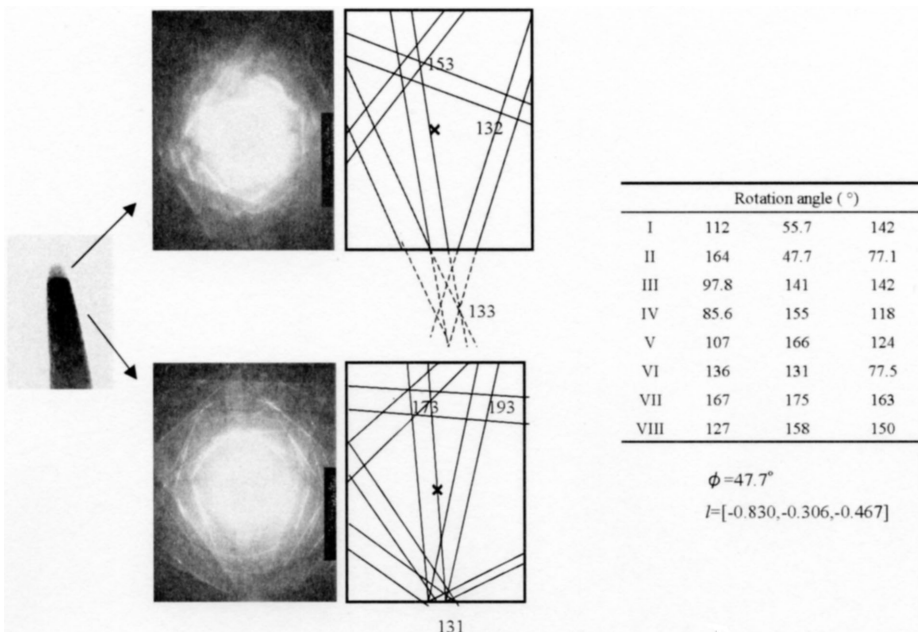 153
132
133
173 193
131
Rotation angle ( °)
I 112 55.7 142
II 164 47.7 77.1
III 97.8 141 142
IV 85.6 155 118
V 107 166 124
VI 136 131 77.5
VII 167 175 163
VIII 127 158 150
ϕ=47.7°
l=[-0.830,-0.306,-0.467]